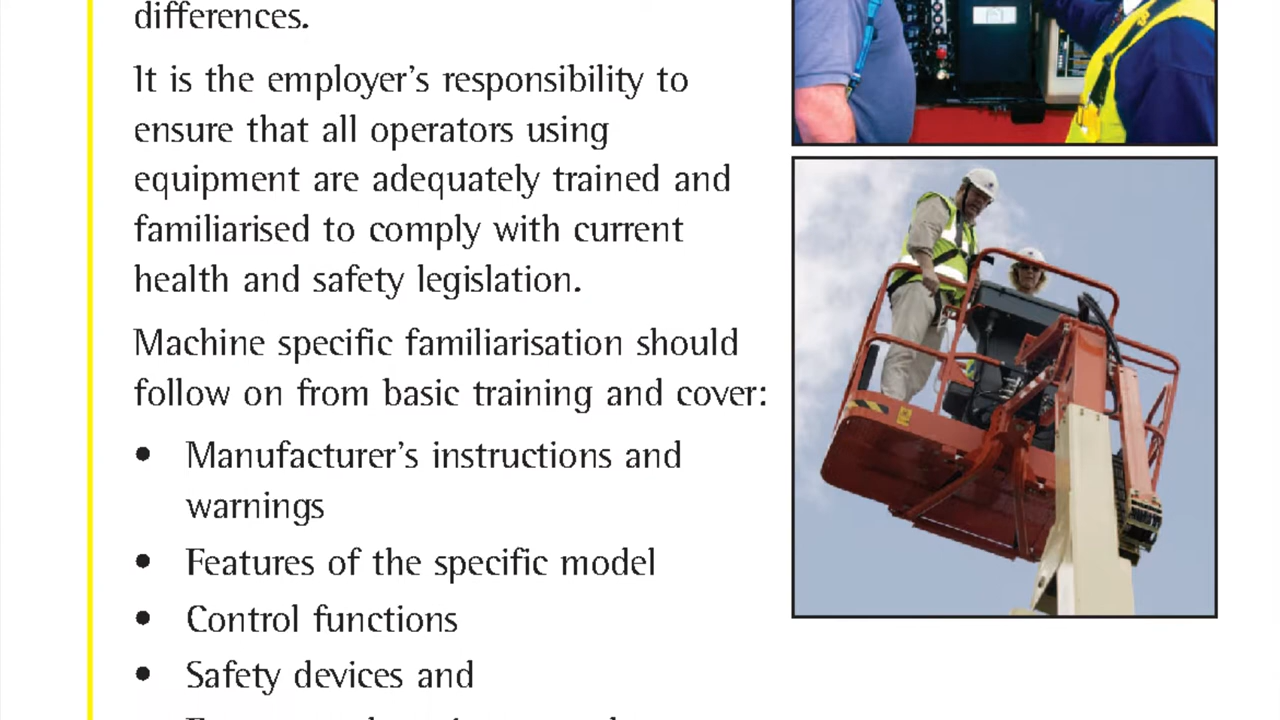 differences.
It is the employer's responsibility to
ensure that all operators using
equipment are adequately trained and
familiarised to comply with current
health and safety legislation.
Machine specific familiarisation should
follow on from basic training and cover:
• Manufacturer's instructions and
warnings
• Features of the specific model
• Control functions
• Safety devices and